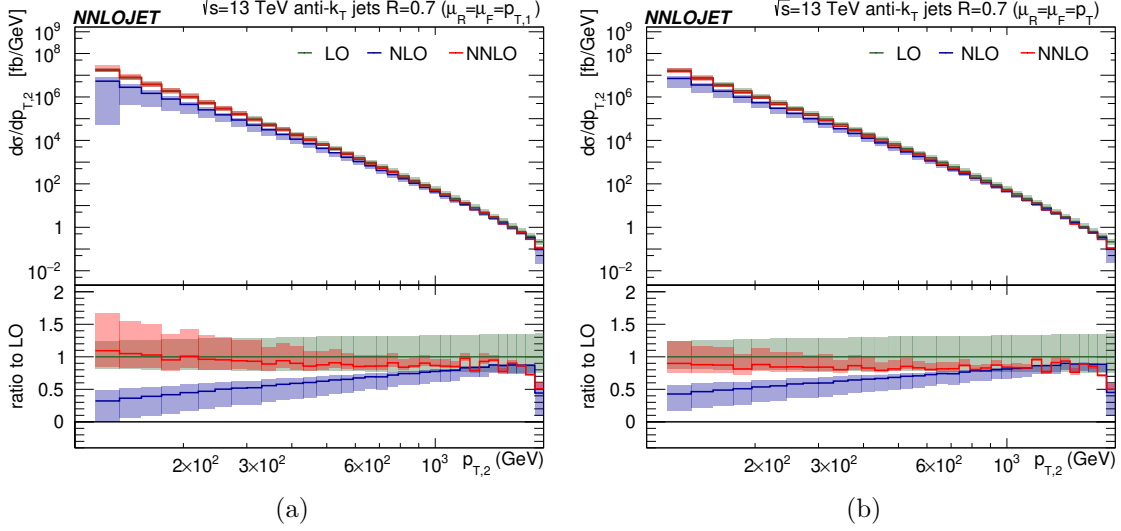 NNLOJET √s=13 TeV anti-k_T jets R=0.7 (μ_R=μ_F=p_T,1)
dσ/dp_T,2 [fb/GeV]
LO NLO NNLO
10^9
10^8
10^6
10^4
10^2
1
10^−2
ratio to LO
2
1.5
1
0.5
0
2×10^2 3×10^2 6×10^2 10^3 p_T,2 (GeV)
(a)
NNLOJET √s=13 TeV anti-k_T jets R=0.7 (μ_R=μ_F=p_T)
dσ/dp_T,2 [fb/GeV]
LO NLO NNLO
10^9
10^8
10^6
10^4
10^2
1
10^−2
ratio to LO
2
1.5
1
0.5
0
2×10^2 3×10^2 6×10^2 10^3 p_T,2 (GeV)
(b)